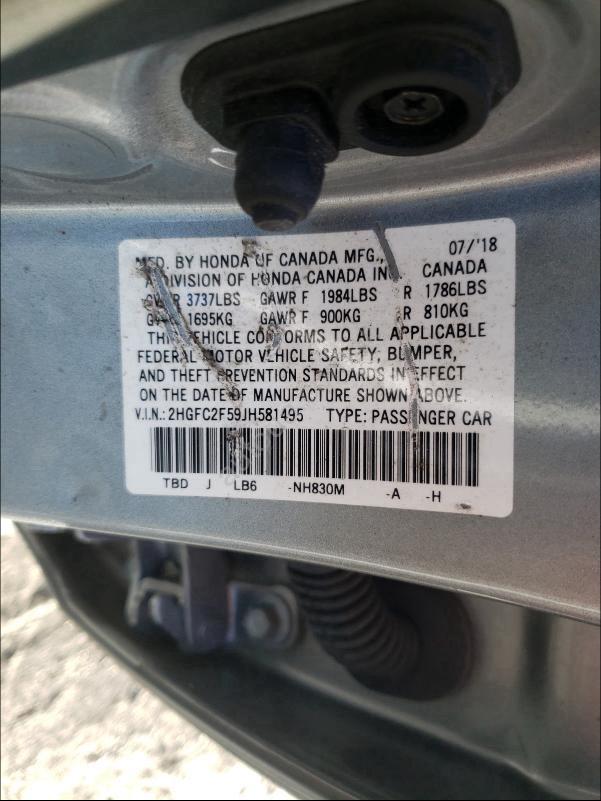 MFD. BY HONDA OF CANADA MFG., 07/'18
A DIVISION OF HONDA CANADA INC. CANADA
GVWR 3737LBS GAWR F 1984LBS R 1786LBS
GVWR 1695KG GAWR F 900KG R 810KG
THIS VEHICLE CONFORMS TO ALL APPLICABLE
FEDERAL MOTOR VEHICLE SAFETY, BUMPER,
AND THEFT PREVENTION STANDARDS IN EFFECT
ON THE DATE OF MANUFACTURE SHOWN ABOVE.
V.I.N.: 2HGFC2F59JH581495 TYPE: PASSENGER CAR
TBD J LB6 -NH830M -A -H